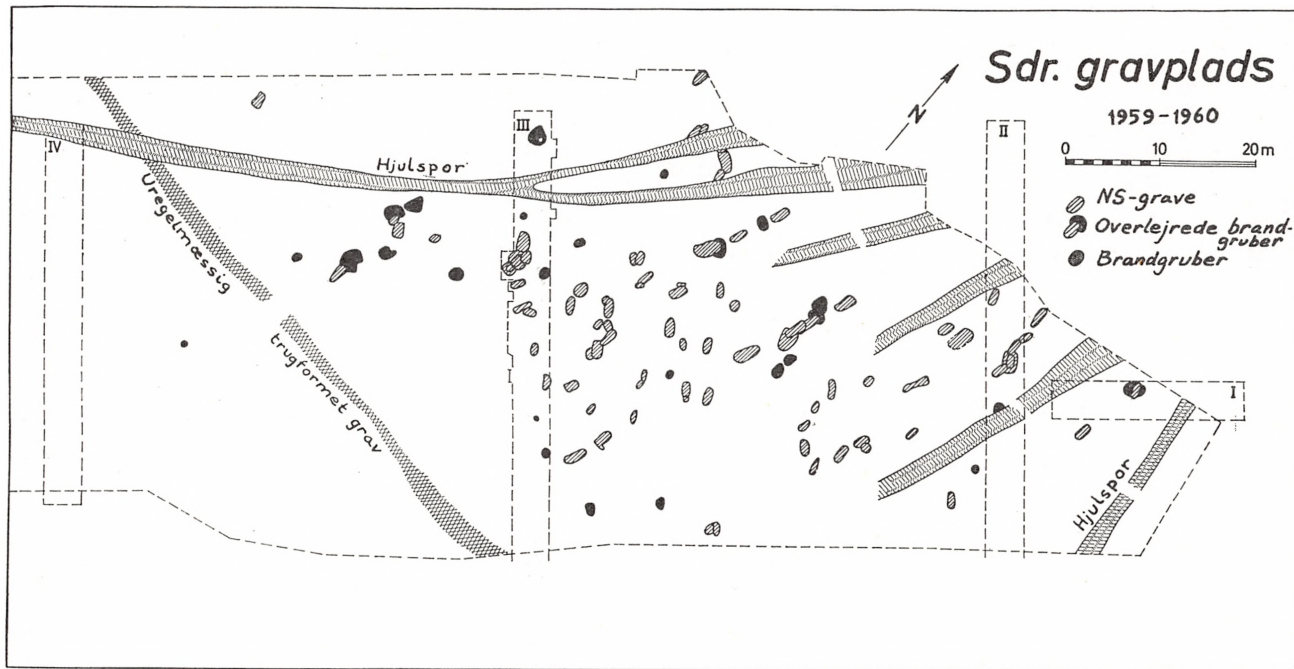 Sdr. gravplads
1959-1960
0 10 20 m
NS-grave
Overlejrede brand-
gruber
Brandgruber
N
III
II
IV
I
Hjulspor
Uregelmæssig
trugformet grav
Hjulspor